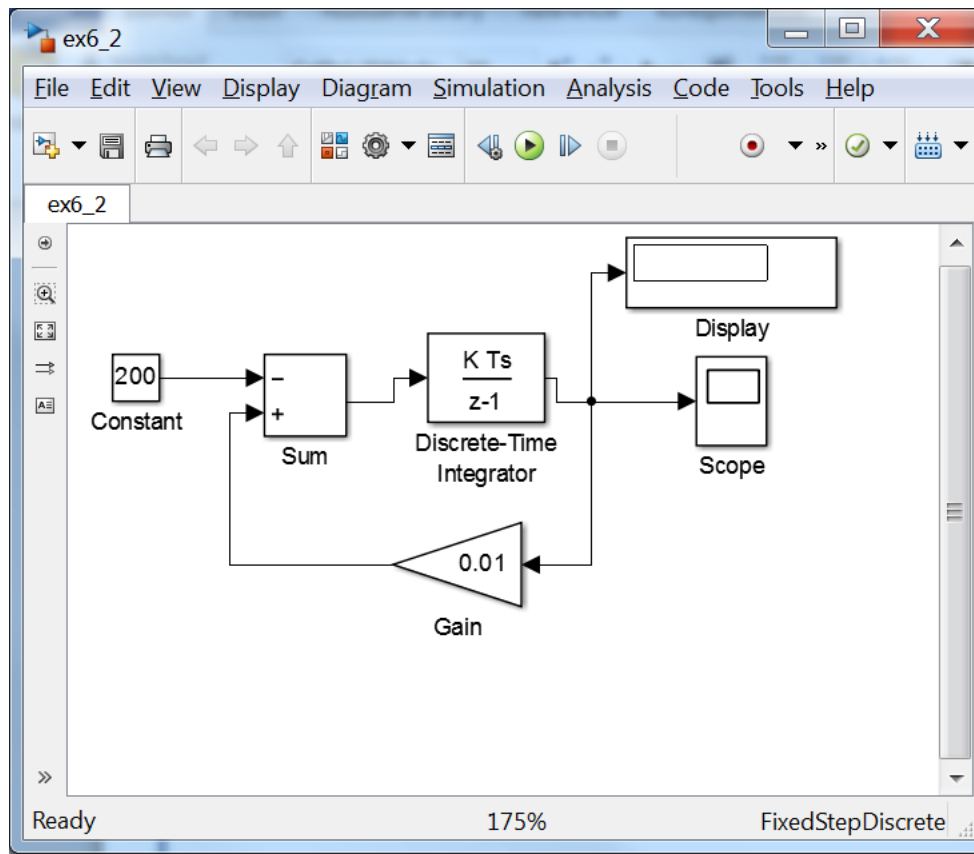 ex6_2
File Edit View Display Diagram Simulation Analysis Code Tools Help
»
ex6_2
Display
200
Constant
−
+
Sum
K Ts
z-1
Discrete-Time
Integrator
Scope
0.01
Gain
»
Ready 175% FixedStepDiscrete